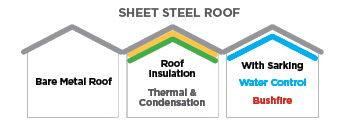 SHEET STEEL ROOF
Bare Metal Roof
Roof
Insulation
Thermal &
Condensation
With Sarking
Water Control
Bushfire